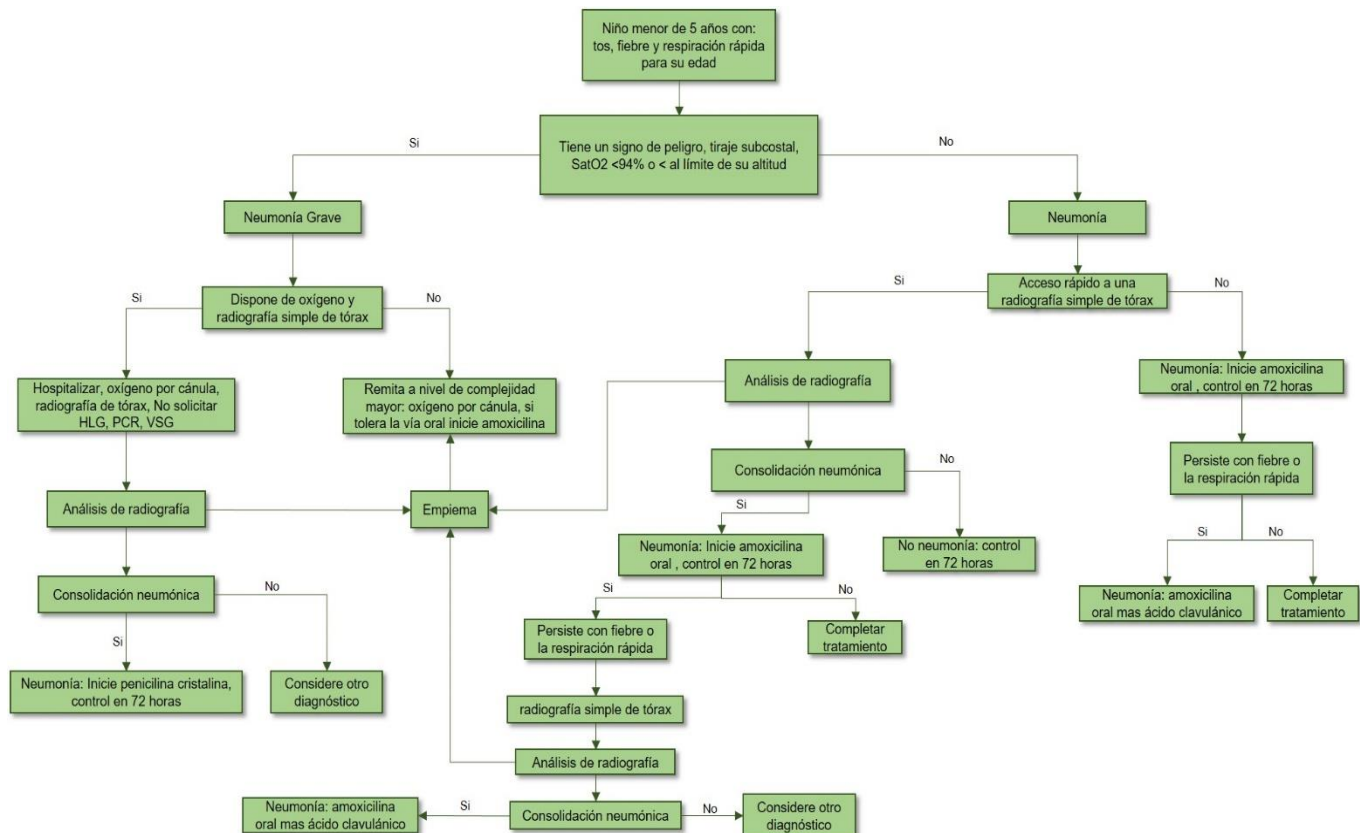 Niño menor de 5 años con:
tos, fiebre y respiración rápida
para su edad
Si
No
Tiene un signo de peligro, tiraje subcostal,
SatO2 <94% o < al límite de su altitud
Neumonía Grave
Neumonía
Si
Dispone de oxígeno y
radiografía simple de tórax
No
Si
Acceso rápido a una
radiografía simple de tórax
No
Hospitalizar, oxígeno por cánula,
radiografía de tórax, No solicitar
HLG, PCR, VSG
Remita a nivel de complejidad
mayor: oxígeno por cánula, si
tolera la vía oral inicie amoxicilina
Análisis de radiografía
Neumonía: Inicie amoxicilina
oral , control en 72 horas
Consolidación neumónica
No
Si
Persiste con fiebre o
la respiración rápida
Análisis de radiografía
Empiema
Neumonía: Inicie amoxicilina
oral , control en 72 horas
No neumonía: control
en 72 horas
Si
No
Consolidación neumónica
No
Si
Si
No
Persiste con fiebre o
la respiración rápida
Completar
tratamiento
Neumonía: amoxicilina
oral mas ácido clavulánico
Completar
tratamiento
Neumonía: Inicie penicilina cristalina,
control en 72 horas
Considere otro
diagnóstico
radiografía simple de tórax
Análisis de radiografía
Neumonía: amoxicilina
oral mas ácido clavulánico
Si
Consolidación neumónica
No
Considere otro
diagnóstico